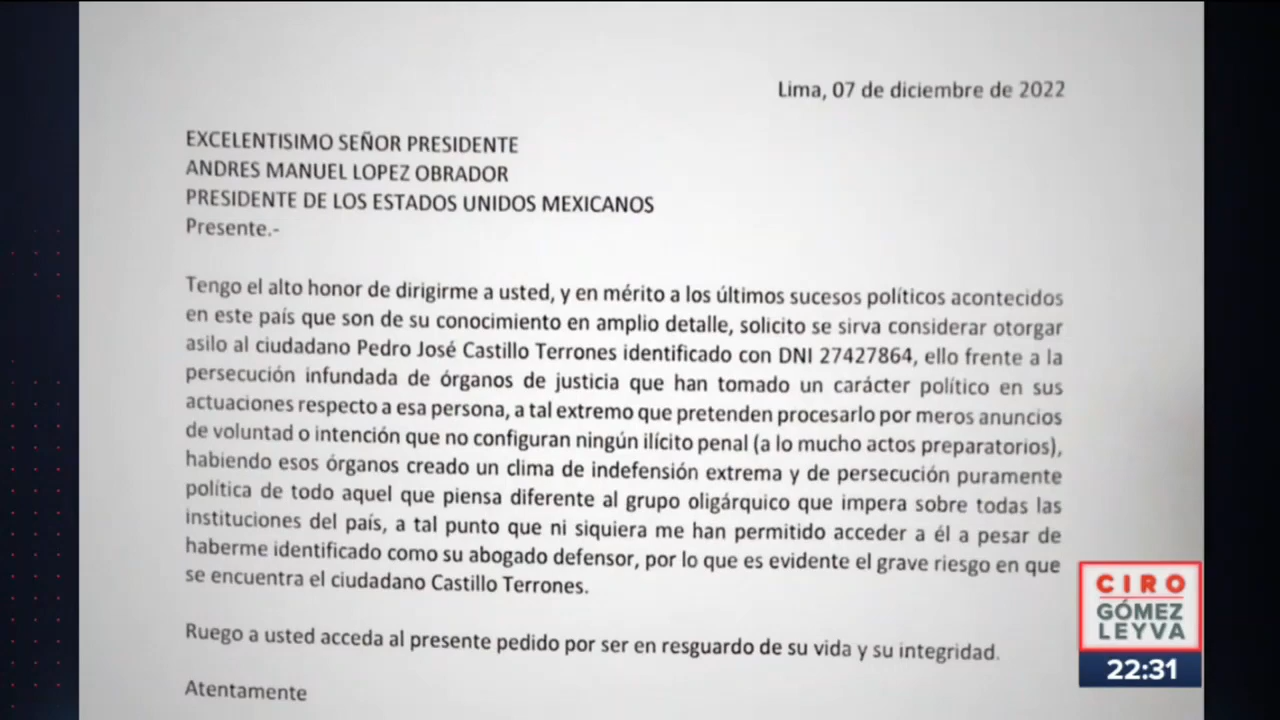 Lima, 07 de diciembre de 2022
EXCELENTISIMO SEÑOR PRESIDENTE
ANDRES MANUEL LOPEZ OBRADOR
PRESIDENTE DE LOS ESTADOS UNIDOS MEXICANOS
Presente.-
Tengo el alto honor de dirigirme a usted, y en mérito a los últimos sucesos políticos acontecidos
en este país que son de su conocimiento en amplio detalle, solicito se sirva considerar otorgar
asilo al ciudadano Pedro José Castillo Terrones identificado con DNI 27427864, ello frente a la
persecución infundada de órganos de justicia que han tomado un carácter político en sus
actuaciones respecto a esa persona, a tal extremo que pretenden procesarlo por meros anuncios
de voluntad o intención que no configuran ningún ilícito penal (a lo mucho actos preparatorios),
habiendo esos órganos creado un clima de indefensión extrema y de persecución puramente
política de todo aquel que piensa diferente al grupo oligárquico que impera sobre todas las
instituciones del país, a tal punto que ni siquiera me han permitido acceder a él a pesar de
haberme identificado como su abogado defensor, por lo que es evidente el grave riesgo en que
se encuentra el ciudadano Castillo Terrones.
Ruego a usted acceda al presente pedido por ser en resguardo de su vida y su integridad.
Atentamente
CIRO
GÓMEZ
LEYVA
22:31